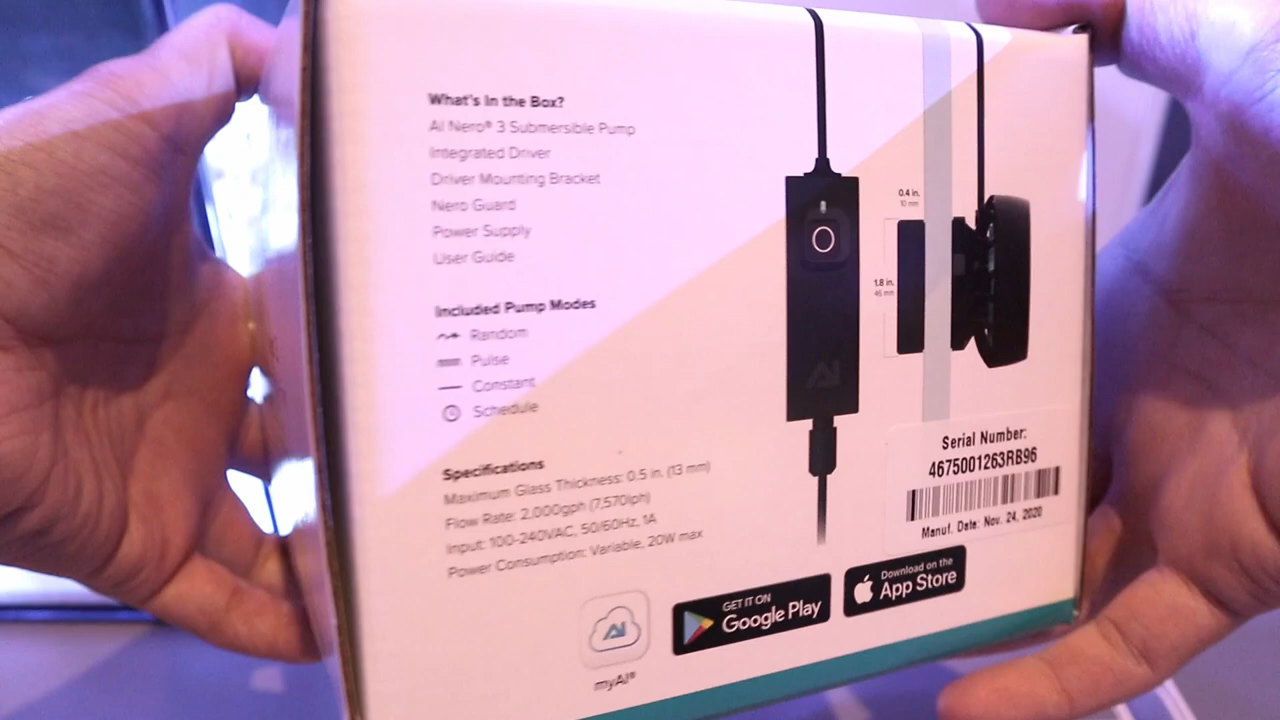 What's In the Box?
AI Nero® 3 Submersible Pump
Integrated Driver
Driver Mounting Bracket
Nero Guard
Power Supply
User Guide
Included Pump Modes
Random
Pulse
Constant
Schedule
Specifications
Maximum Glass Thickness: 0.5 in. (13 mm)
Flow Rate: 2,000gph (7,570lph)
Input: 100-240VAC, 50/60Hz, 1A
Power Consumption: Variable, 20W max
AI
myAI®
GET IT ON
Google Play
Download on the
App Store
AI
0.4 in.
10 mm
1.8 in.
46 mm
Serial Number:
4675001263RB96
Manuf. Date: Nov. 24, 2020